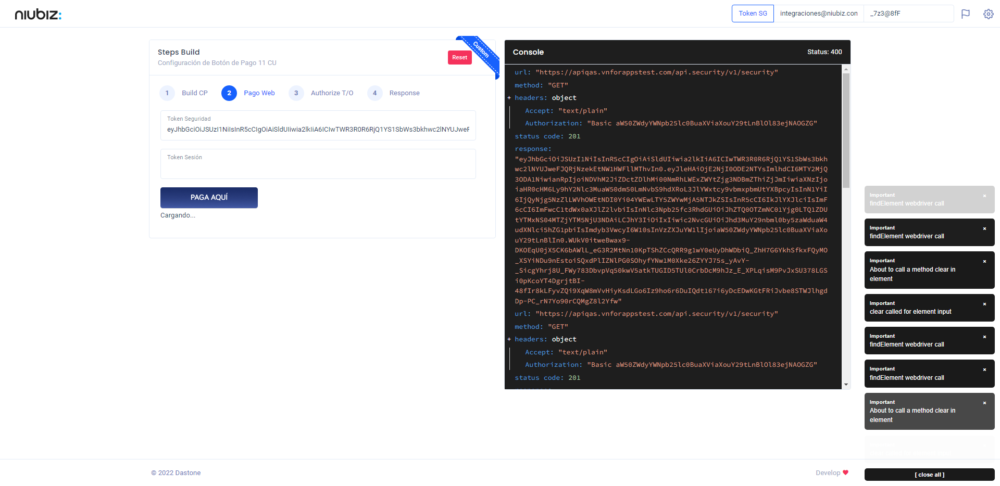 niubiz:
Token SG
integraciones@niubiz.con
_7z3@8fF
Steps Build
Configuración de Botón de Pago 11 CU
Reset
Custom
1 Build CP
2 Pago Web
3 Authorize T/O
4 Response
Token Seguridad
eyJhbGciOiJSUzI1NiIsInR5cCIgOiAiSldUIiwia2lkIiA6ICIwTWR3R0R6RjQ1YS1SbWs3bkhwc2lNYUJweF
Token Sesión
PAGA AQUÍ
Cargando...
Console
Status: 400
url: "https://apiqas.vnforappstest.com/api.security/v1/security"
method: "GET"
+ headers: object
Accept: "text/plain"
Authorization: "Basic aW50ZWdyYWNpb25lc0BuaXViaXouY29tLnBlOl83ejNAOGZG"
status code: 201
response:
"eyJhbGciOiJSUzI1NiIsInR5cCIgOiAiSldUIiwia2lkIiA6ICIwTWR3R0R6RjQ1YS1SbWs3bkh
wc2lNYUJweFJQRjNzekEtNW1HWFllMThvIn0.eyJleHAiOjE2NjI0ODE2NTYsImlhdCI6MTY2MjQ
3ODA1NiwianRpIjoiNDVhM2JiZDctZDlhMi00NmRhLWExZWYtZjg3NDBmZThiZjJmIiwiaXNzIjo
iaHR0cHM6Ly9hY2Nlc3MuaW50dm50LmNvbS9hdXRoL3JlYWxtcy9vbmxpbmUtYXBpcyIsInN1YiI
6IjQyNjg5NzZlLWVhOWEtNDI0Yi04YWEwLTY5ZWYwMjA5NTJkZSIsInR5cCI6IkJlYXJlciIsImF
6cCI6ImFwcC1tdWx0aXJlZ2lvbiIsInNlc3Npb25fc3RhdGUiOiJhZTQ0OTZmNC01Yjg0LTQ1ZDU
tYTMxNS04MTZjYTM5NjU3NDAiLCJhY3IiOiIxIiwic2NvcGUiOiJhd3MuY29nbml0by5zaWduaW4
udXNlci5hZG1pbiIsImdyb3VwcyI6W10sInVzZXJuYW1lIjoiaW50ZWdyYWNpb25lc0BuaXViaXo
uY29tLnBlIn0.WUkV0itweBwax9-
DKOEqU0jX5CK6bAWlL_eG3R2MtNn10KpTShZCcQRR9g1wY0eUyDhWDbiQ_ZhH7G6YkhSfkxFQyMO
_XSYiNDu9nEstoiSQxdPlIZNlPG0SOhyfYNw1M0Xke26ZYYJ75s_yAvY-
_SicgYhrj8U_FWy783DbvpVq50kwV5atkTUGID5TUl0CrbDcM9hJz_E_XPLqisM9PvJxSU378LGS
i0pKcoYT4DgrjtBI-
48fIr8kLFyvZQi9XqW8mVvHiyKsdLGo6Iz9ho6r6DuIQdt167i6yDcEDwKGtFRiJvbe8STWJlhgd
Dp-PC_rN7Yo90rCQMgZ8l2Yfw"
url: "https://apiqas.vnforappstest.com/api.security/v1/security"
method: "GET"
+ headers: object
Accept: "text/plain"
Authorization: "Basic aW50ZWdyYWNpb25lc0BuaXViaXouY29tLnBlOl83ejNAOGZG"
status code: 201
Important
findElement webdriver call
Important
findElement webdriver call
Important
About to call a method clear in
element
Important
clear called for element input
Important
findElement webdriver call
Important
findElement webdriver call
Important
About to call a method clear in
element
[ close all ]
© 2022 Dastone
Develop